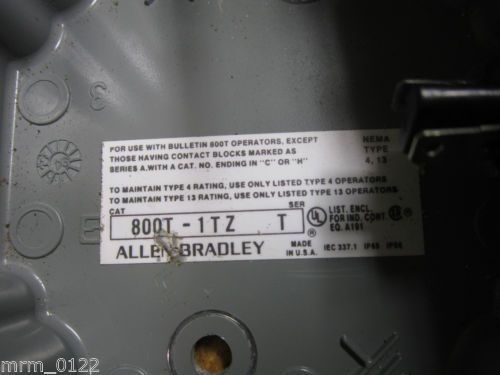 FOR USE WITH BULLETIN 800T OPERATORS, EXCEPT
THOSE HAVING CONTACT BLOCKS MARKED AS
SERIES A, WITH A CAT. NO. ENDING IN "C" OR "H"
NEMA
TYPE
4, 13
TO MAINTAIN TYPE 4 RATING, USE ONLY LISTED TYPE 4 OPERATORS
TO MAINTAIN TYPE 13 RATING, USE ONLY LISTED TYPE 13 OPERATORS
CAT SER
800T-1TZ T
UL
LIST. ENCL.
FOR IND. CONT.
EQ. A191
ALLEN-BRADLEY
MADE
IN U.S.A.
IEC 337.1 IP65 IP66
3
mrm_0122